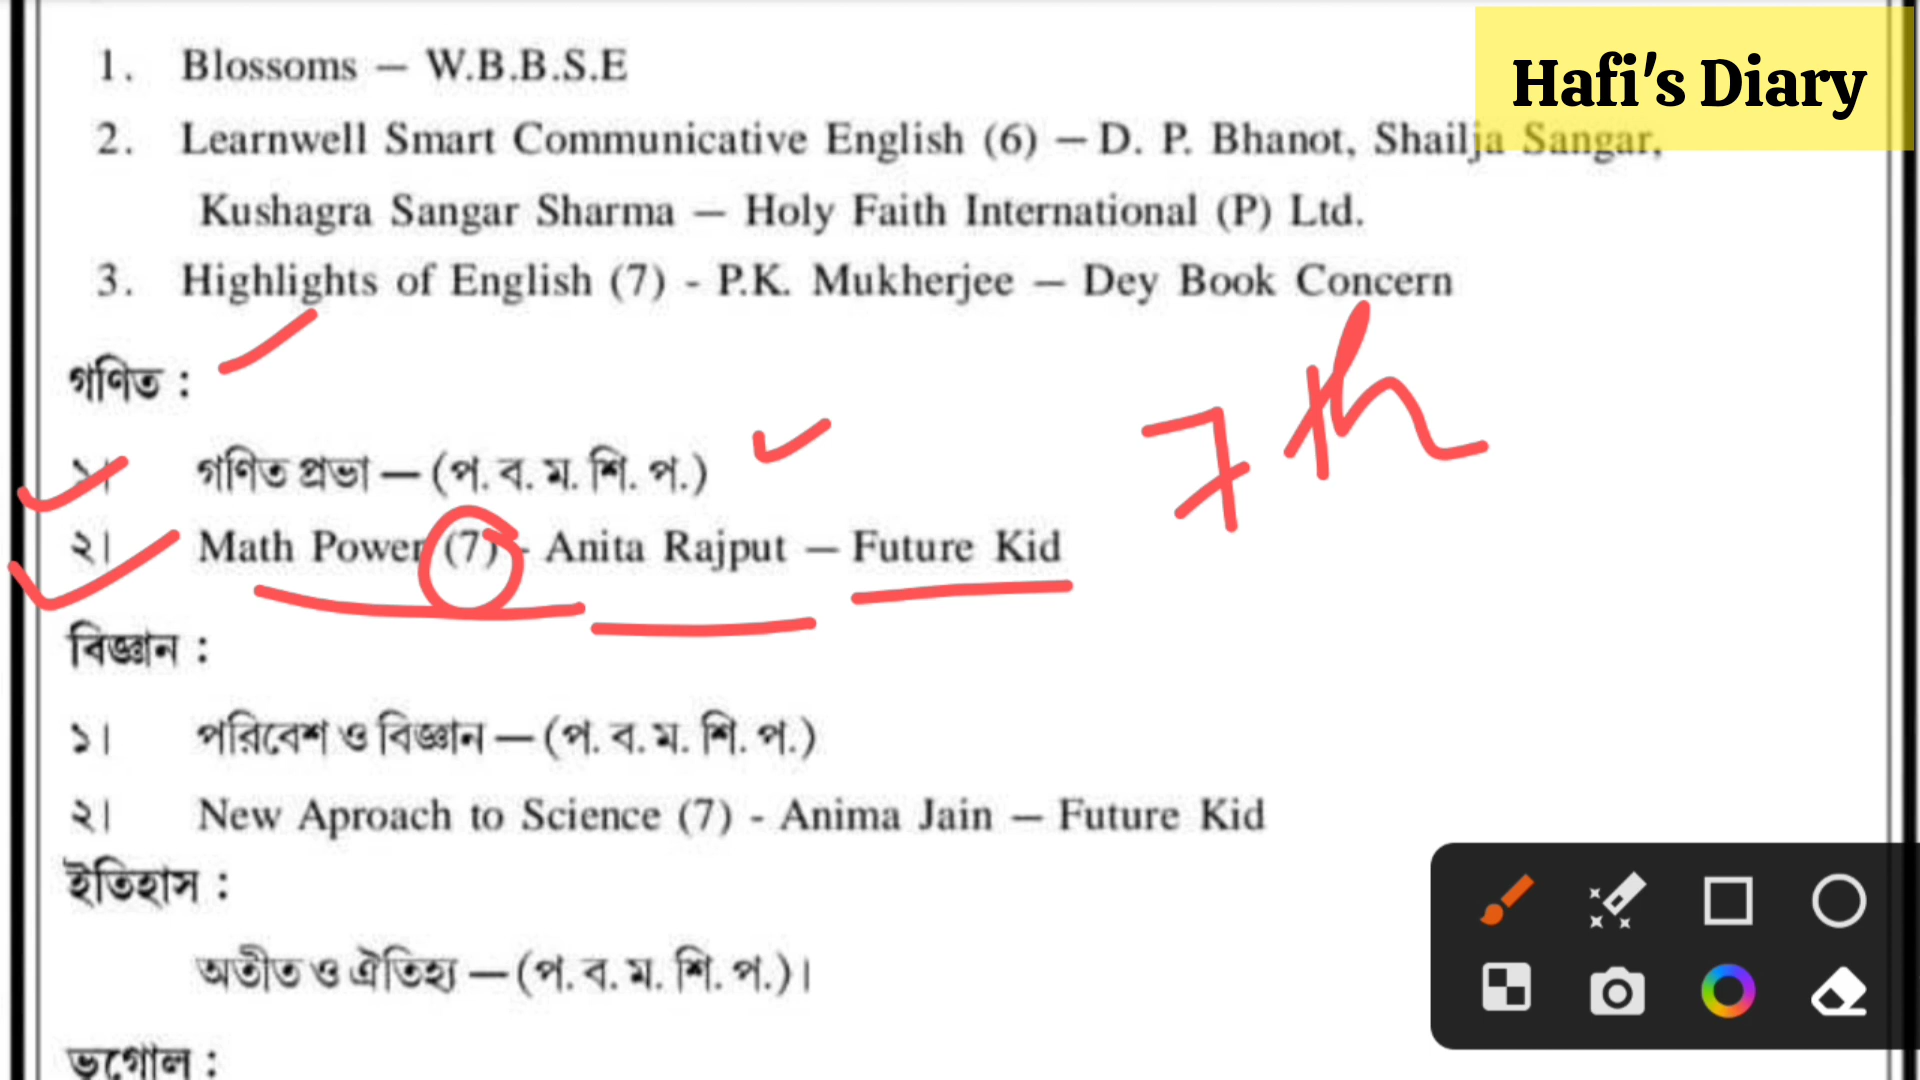 Hafi's Diary
1. Blossoms — W.B.B.S.E
2. Learnwell Smart Communicative English (6) — D. P. Bhanot, Shailja Sangar,
Kushagra Sangar Sharma — Holy Faith International (P) Ltd.
3. Highlights of English (7) - P.K. Mukherjee — Dey Book Concern
গণিত :
7th
১। গণিত প্রভা — (প. ব. ম. শি. প.)
২। Math Power (7) - Anita Rajput — Future Kid
বিজ্ঞান :
১। পরিবেশ ও বিজ্ঞান — (প. ব. ম. শি. প.)
২। New Aproach to Science (7) - Anima Jain — Future Kid
ইতিহাস :
অতীত ও ঐতিহ্য — (প. ব. ম. শি. প.)।
ভূগোল :